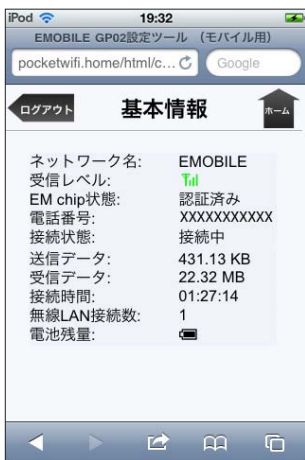 iPod 19:32
EMOBILE GP02設定ツール (モバイル用)
pocketwifi.home/html/c... Google
ログアウト 基本情報 ホーム
ネットワーク名: EMOBILE
受信レベル:
EM chip状態: 認証済み
電話番号: XXXXXXXXXXX
接続状態: 接続中
送信データ: 431.13 KB
受信データ: 22.32 MB
接続時間: 01:27:14
無線LAN接続数: 1
電池残量: